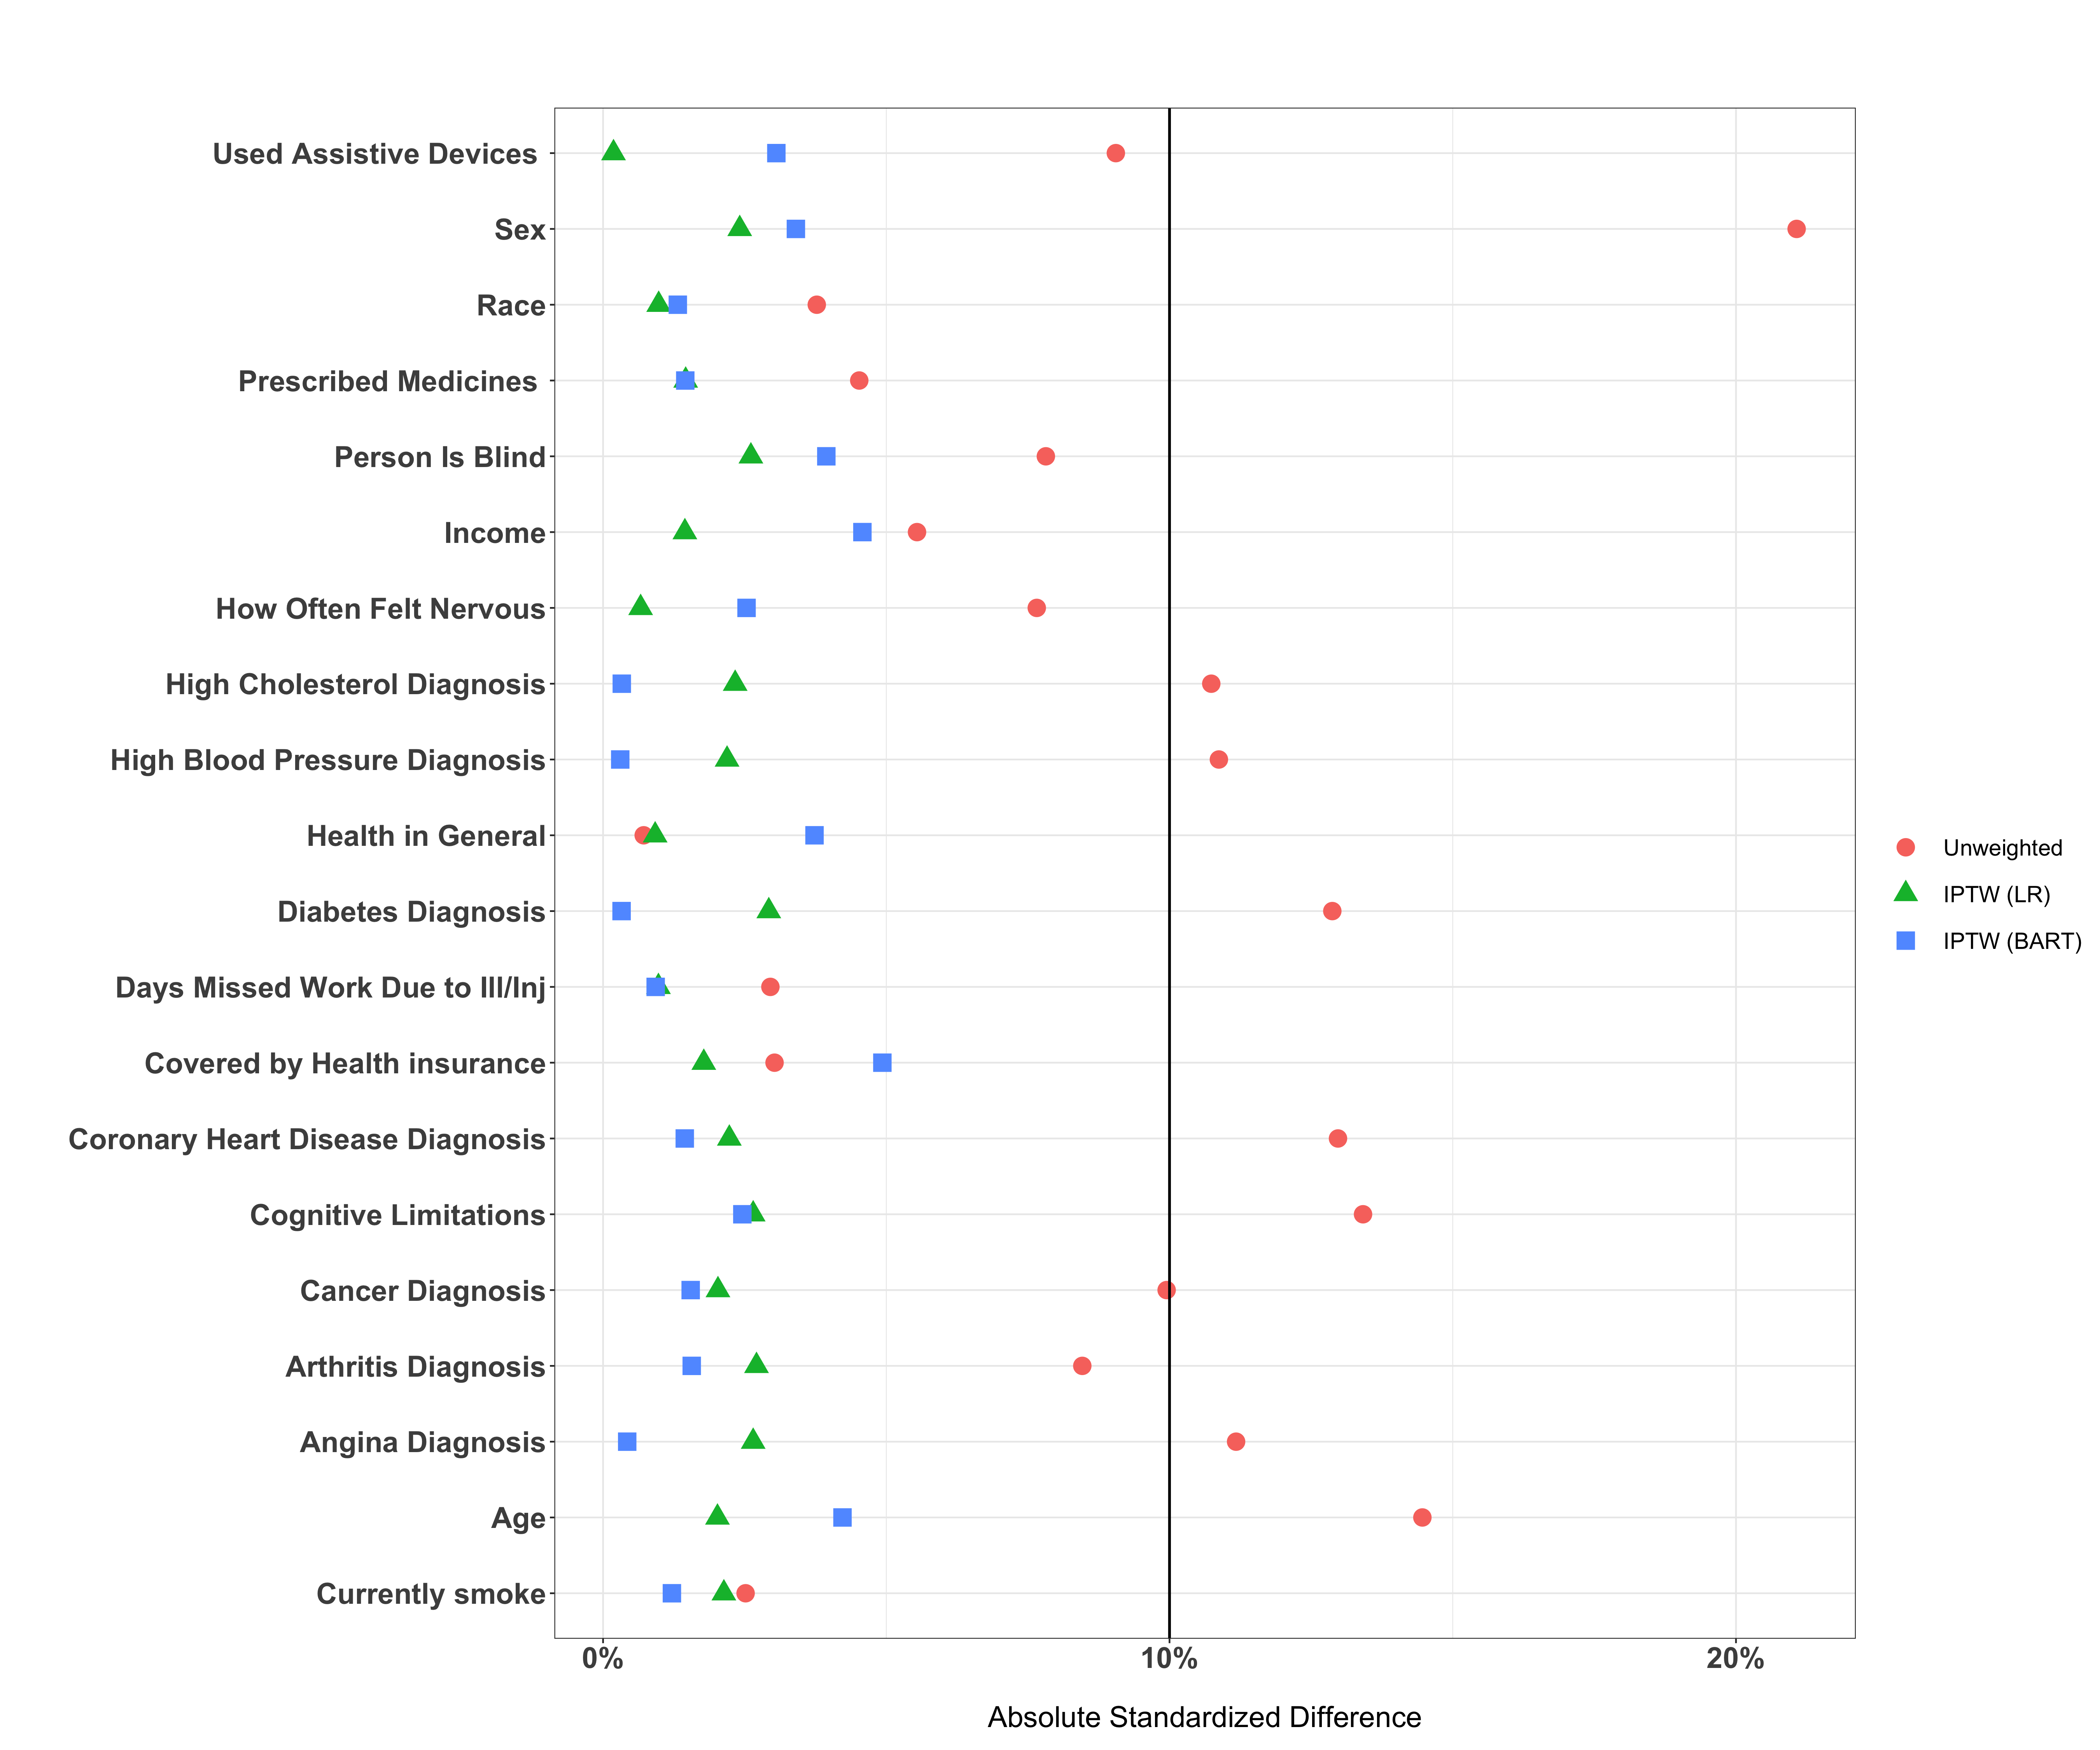 Used Assistive Devices
Sex
Race
Prescribed Medicines
Person Is Blind
Income
How Often Felt Nervous
High Cholesterol Diagnosis
High Blood Pressure Diagnosis
Health in General
Diabetes Diagnosis
Days Missed Work Due to Ill/Inj
Covered by Health insurance
Coronary Heart Disease Diagnosis
Cognitive Limitations
Cancer Diagnosis
Arthritis Diagnosis
Angina Diagnosis
Age
Currently smoke
0% 10% 20%
Absolute Standardized Difference
Unweighted
IPTW (LR)
IPTW (BART)